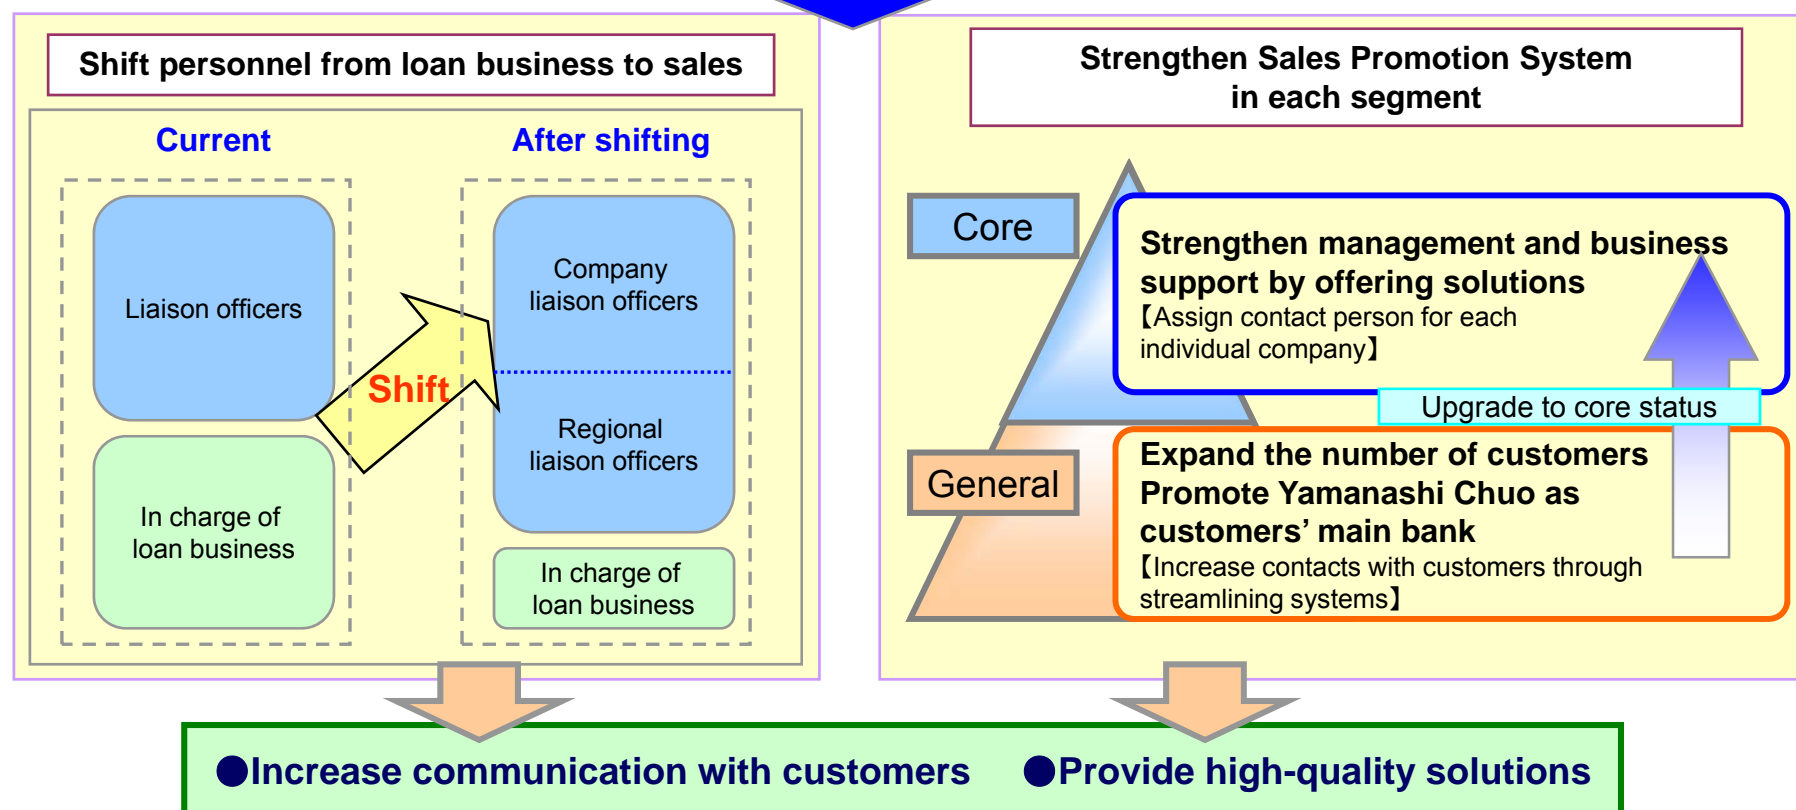 Shift personnel from loan business to sales
Current
After shifting
Liaison officers
In charge of
loan business
Shift
Company
liaison officers
Regional
liaison officers
In charge of
loan business
Strengthen Sales Promotion System
in each segment
Core
Strengthen management and business
support by offering solutions
【Assign contact person for each
individual company】
Upgrade to core status
General
Expand the number of customers
Promote Yamanashi Chuo as
customers’ main bank
【Increase contacts with customers through
streamlining systems】
●Increase communication with customers
●Provide high-quality solutions